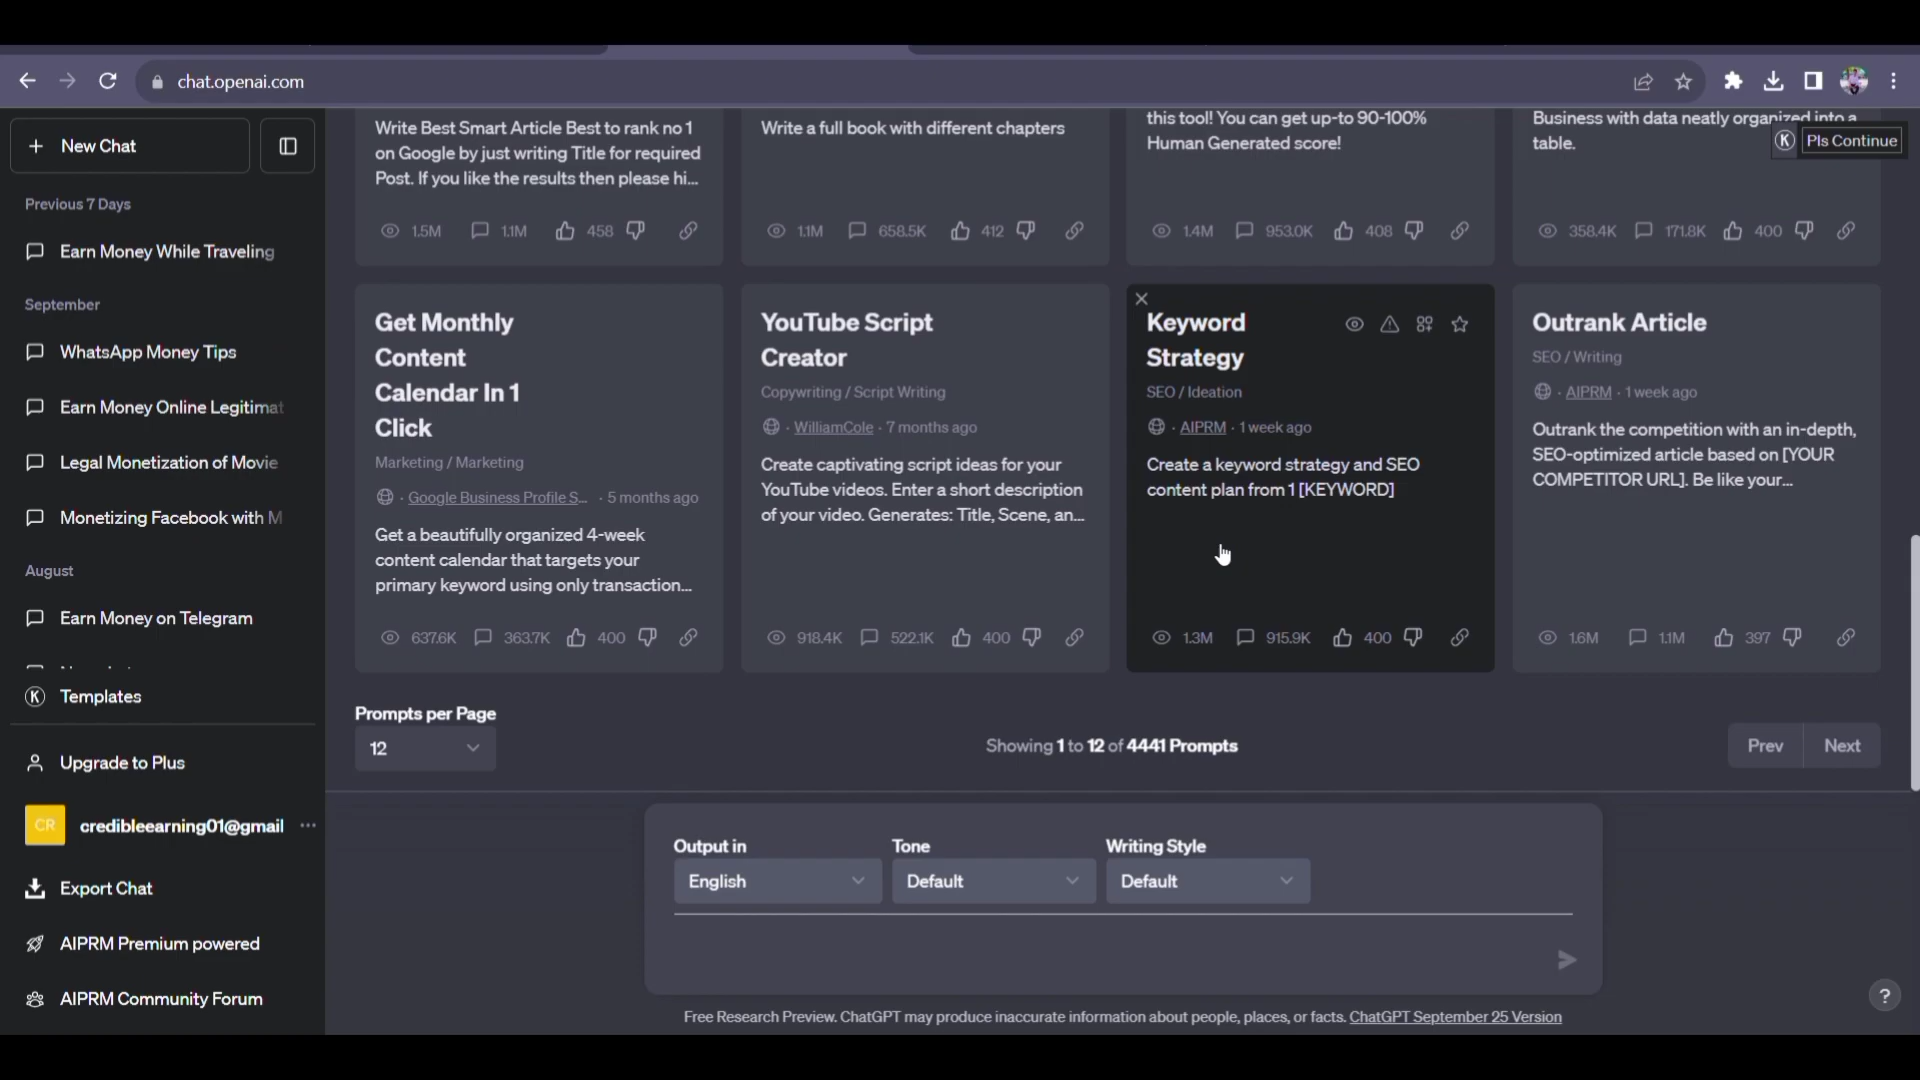 chat.openai.com
New Chat
Previous 7 Days
Earn Money While Traveling
September
WhatsApp Money Tips
Earn Money Online Legitimat
Legal Monetization of Movie
Monetizing Facebook with M
August
Earn Money on Telegram
Templates
Upgrade to Plus
CR
credibleearning01@gmail
Export Chat
AIPRM Premium powered
AIPRM Community Forum
Write Best Smart Article Best to rank no 1
on Google by just writing Title for required
Post. If you like the results then please hi...
1.5M 1.1M 458
Write a full book with different chapters
1.1M 658.5K 412
this tool! You can get up-to 90-100%
Human Generated score!
1.4M 953.0K 408
Business with data neatly organized into a
table.
K Pls Continue
358.4K 171.8K 400
Get Monthly
Content
Calendar In 1
Click
Marketing / Marketing
· Google Business Profile S... · 5 months ago
Get a beautifully organized 4-week
content calendar that targets your
primary keyword using only transaction...
637.6K 363.7K 400
YouTube Script
Creator
Copywriting / Script Writing
· WilliamCole · 7 months ago
Create captivating script ideas for your
YouTube videos. Enter a short description
of your video. Generates: Title, Scene, an...
918.4K 522.1K 400
Keyword
Strategy
SEO / Ideation
· AIPRM · 1 week ago
Create a keyword strategy and SEO
content plan from 1 [KEYWORD]
1.3M 915.9K 400
Outrank Article
SEO / Writing
· AIPRM · 1 week ago
Outrank the competition with an in-depth,
SEO-optimized article based on [YOUR
COMPETITOR URL]. Be like your...
1.6M 1.1M 397
Prompts per Page
12
Showing 1 to 12 of 4441 Prompts
Prev Next
Output in Tone Writing Style
English Default Default
?
Free Research Preview. ChatGPT may produce inaccurate information about people, places, or facts. ChatGPT September 25 Version